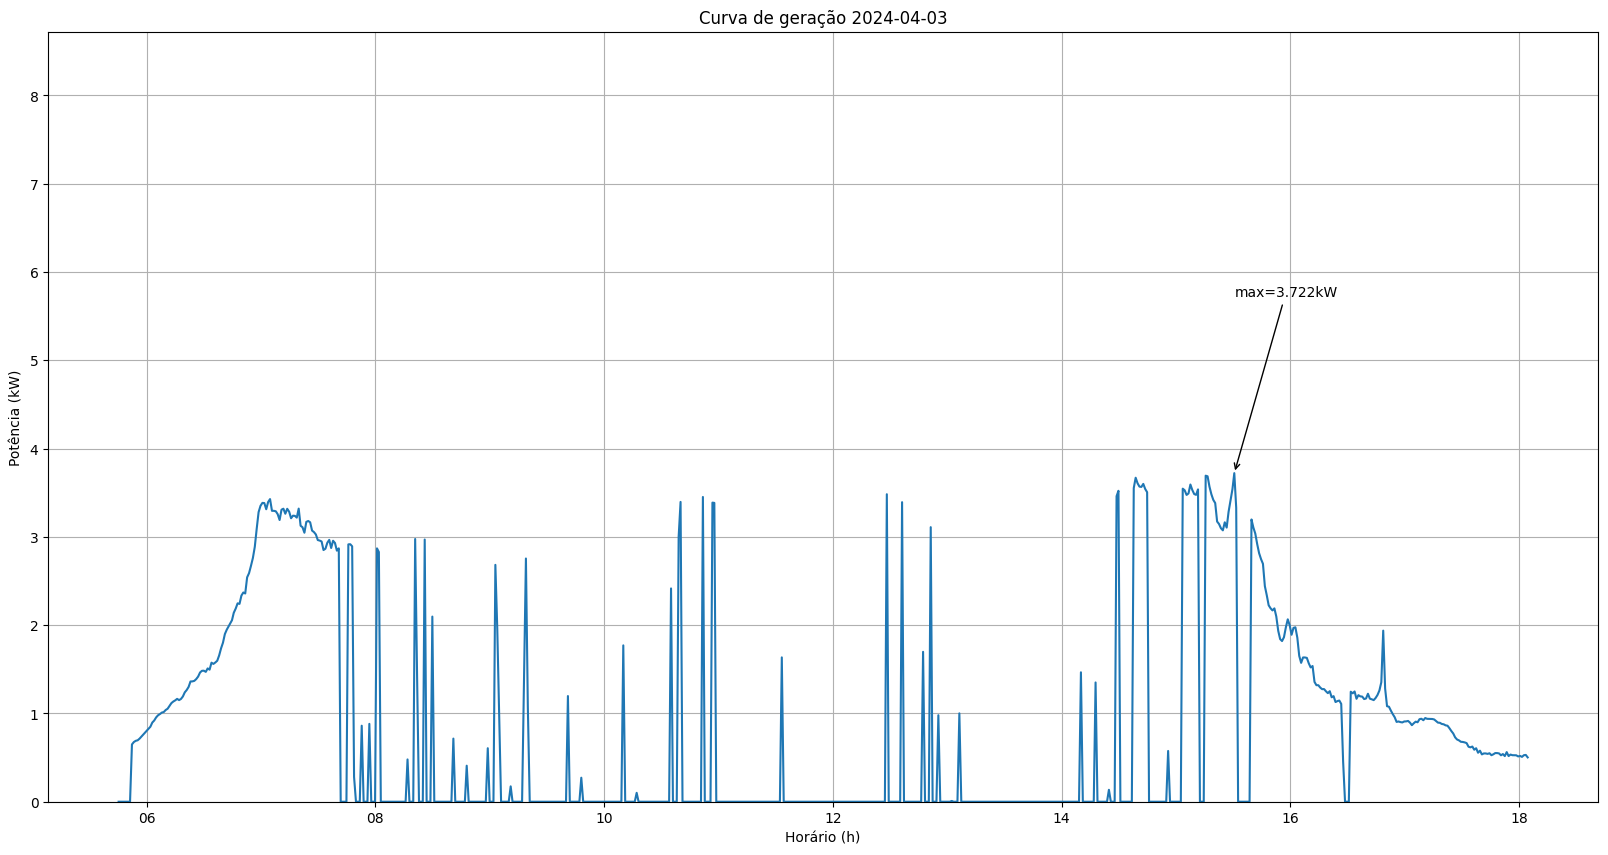 Curva de geração 2024-04-03
Potência (kW)
8
7
6
5
4
3
2
1
0
max=3.722kW
06 08 10 12 14 16 18
Horário (h)